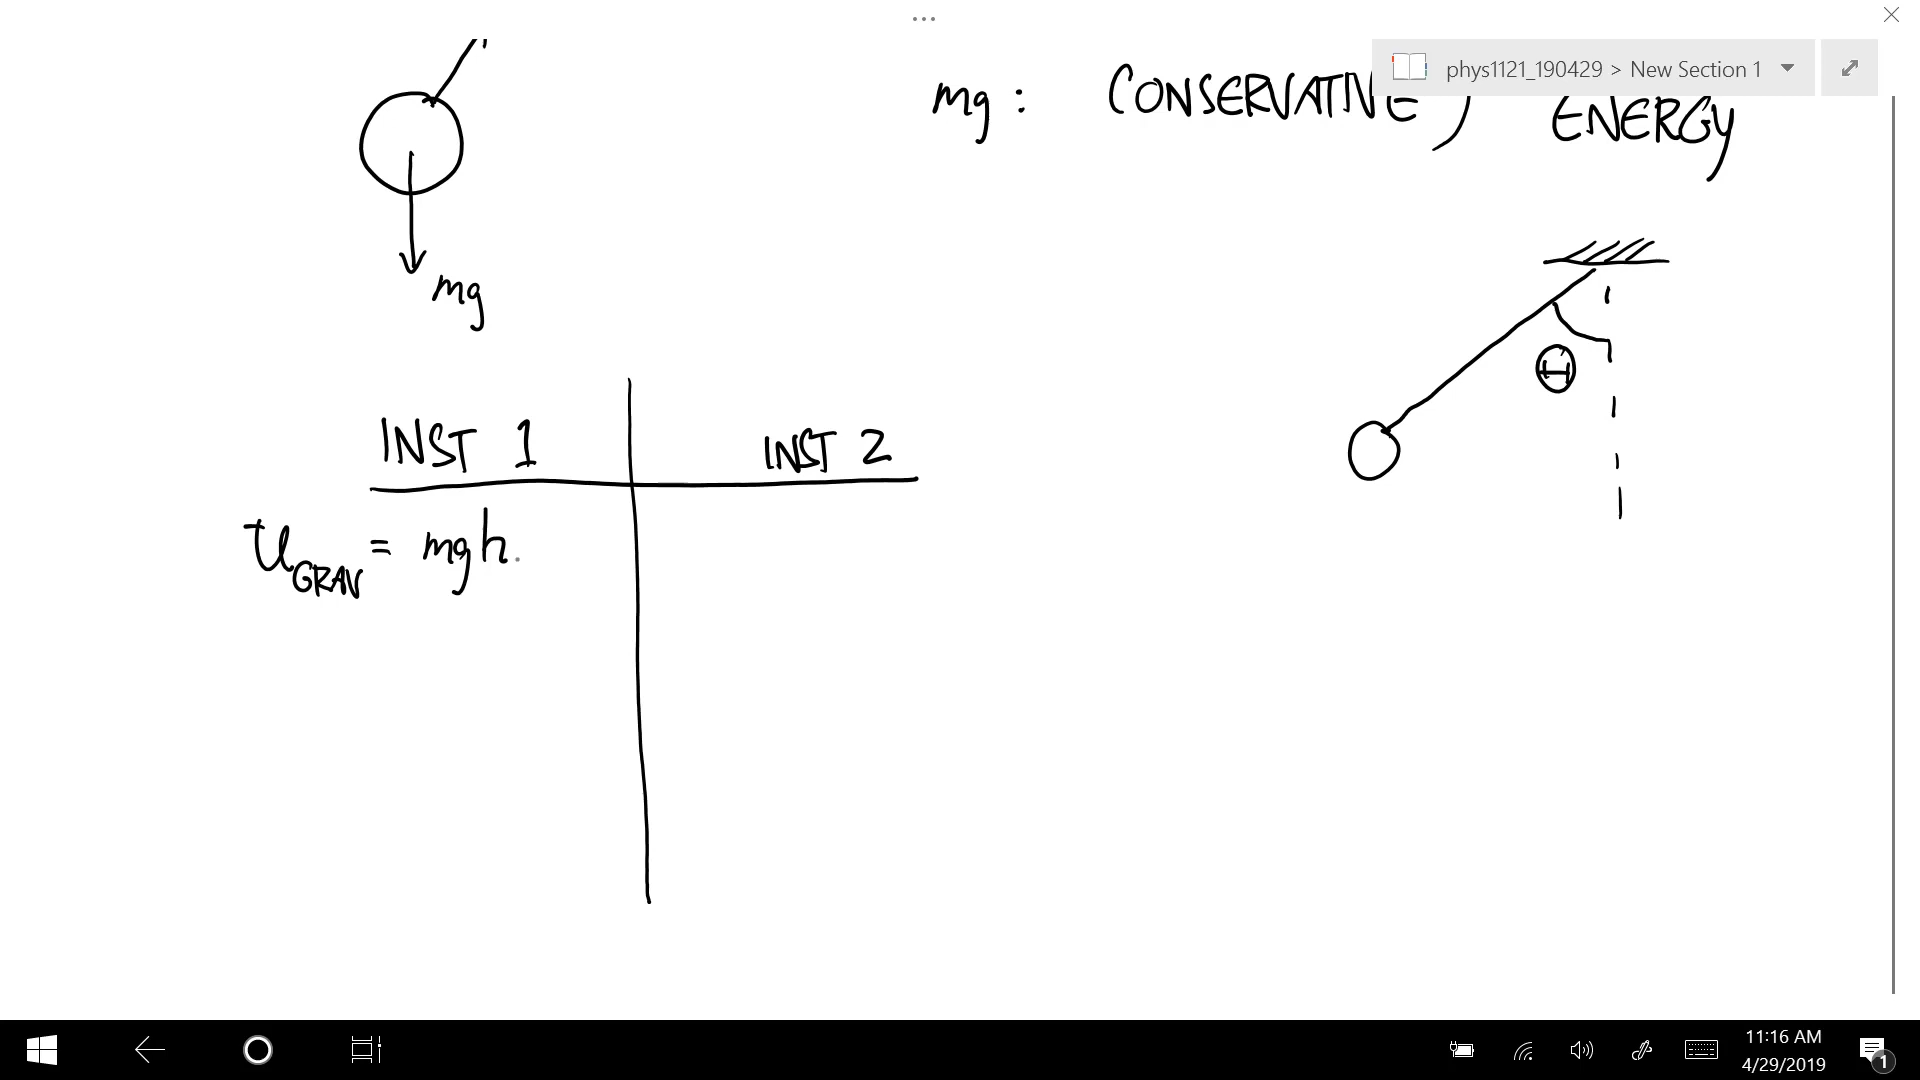 phys1121_190429 > New Section 1
mg : CONSERVATIVE, ENERGY
mg
Θ
INST 1 INST 2
U_GRAV = mgh.
11:16 AM
4/29/2019
1